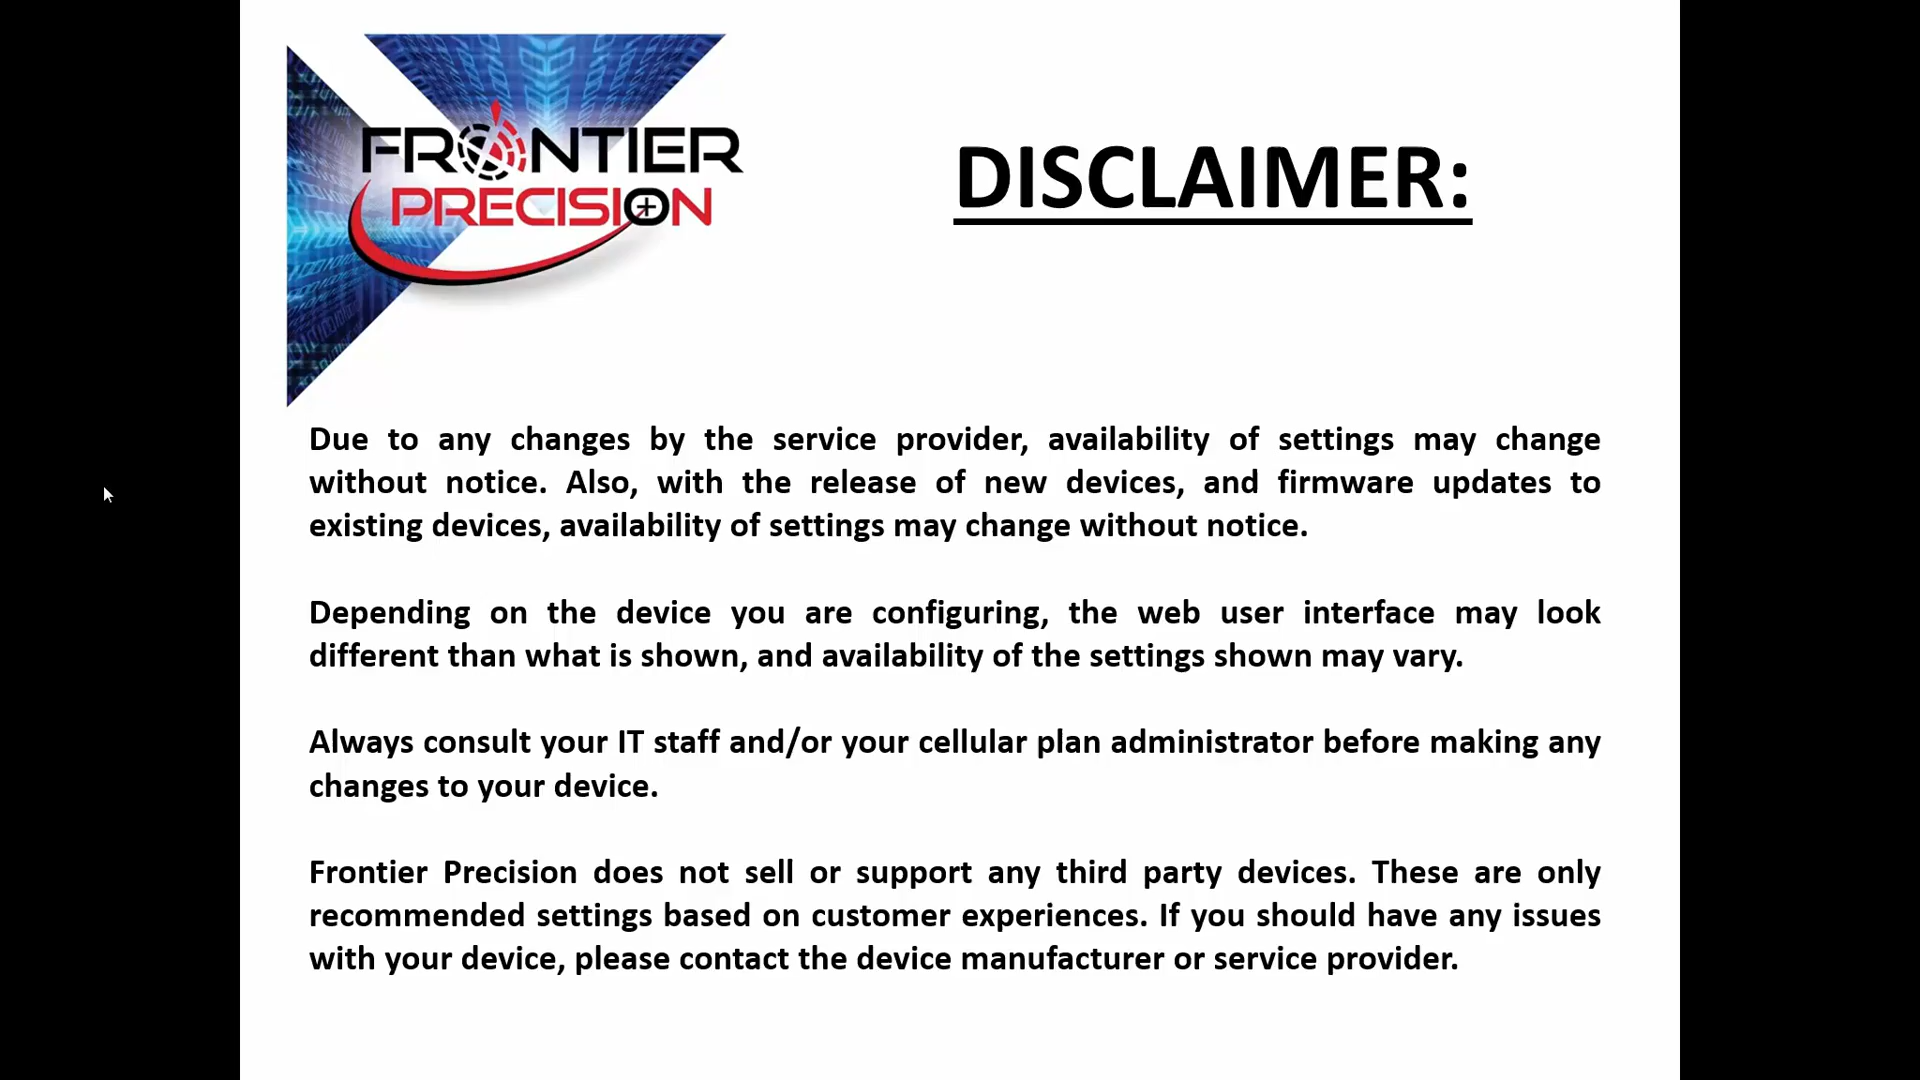 FRONTIER
PRECISION
DISCLAIMER:
Due to any changes by the service provider, availability of settings may change
without notice. Also, with the release of new devices, and firmware updates to
existing devices, availability of settings may change without notice.
Depending on the device you are configuring, the web user interface may look
different than what is shown, and availability of the settings shown may vary.
Always consult your IT staff and/or your cellular plan administrator before making any
changes to your device.
Frontier Precision does not sell or support any third party devices. These are only
recommended settings based on customer experiences. If you should have any issues
with your device, please contact the device manufacturer or service provider.